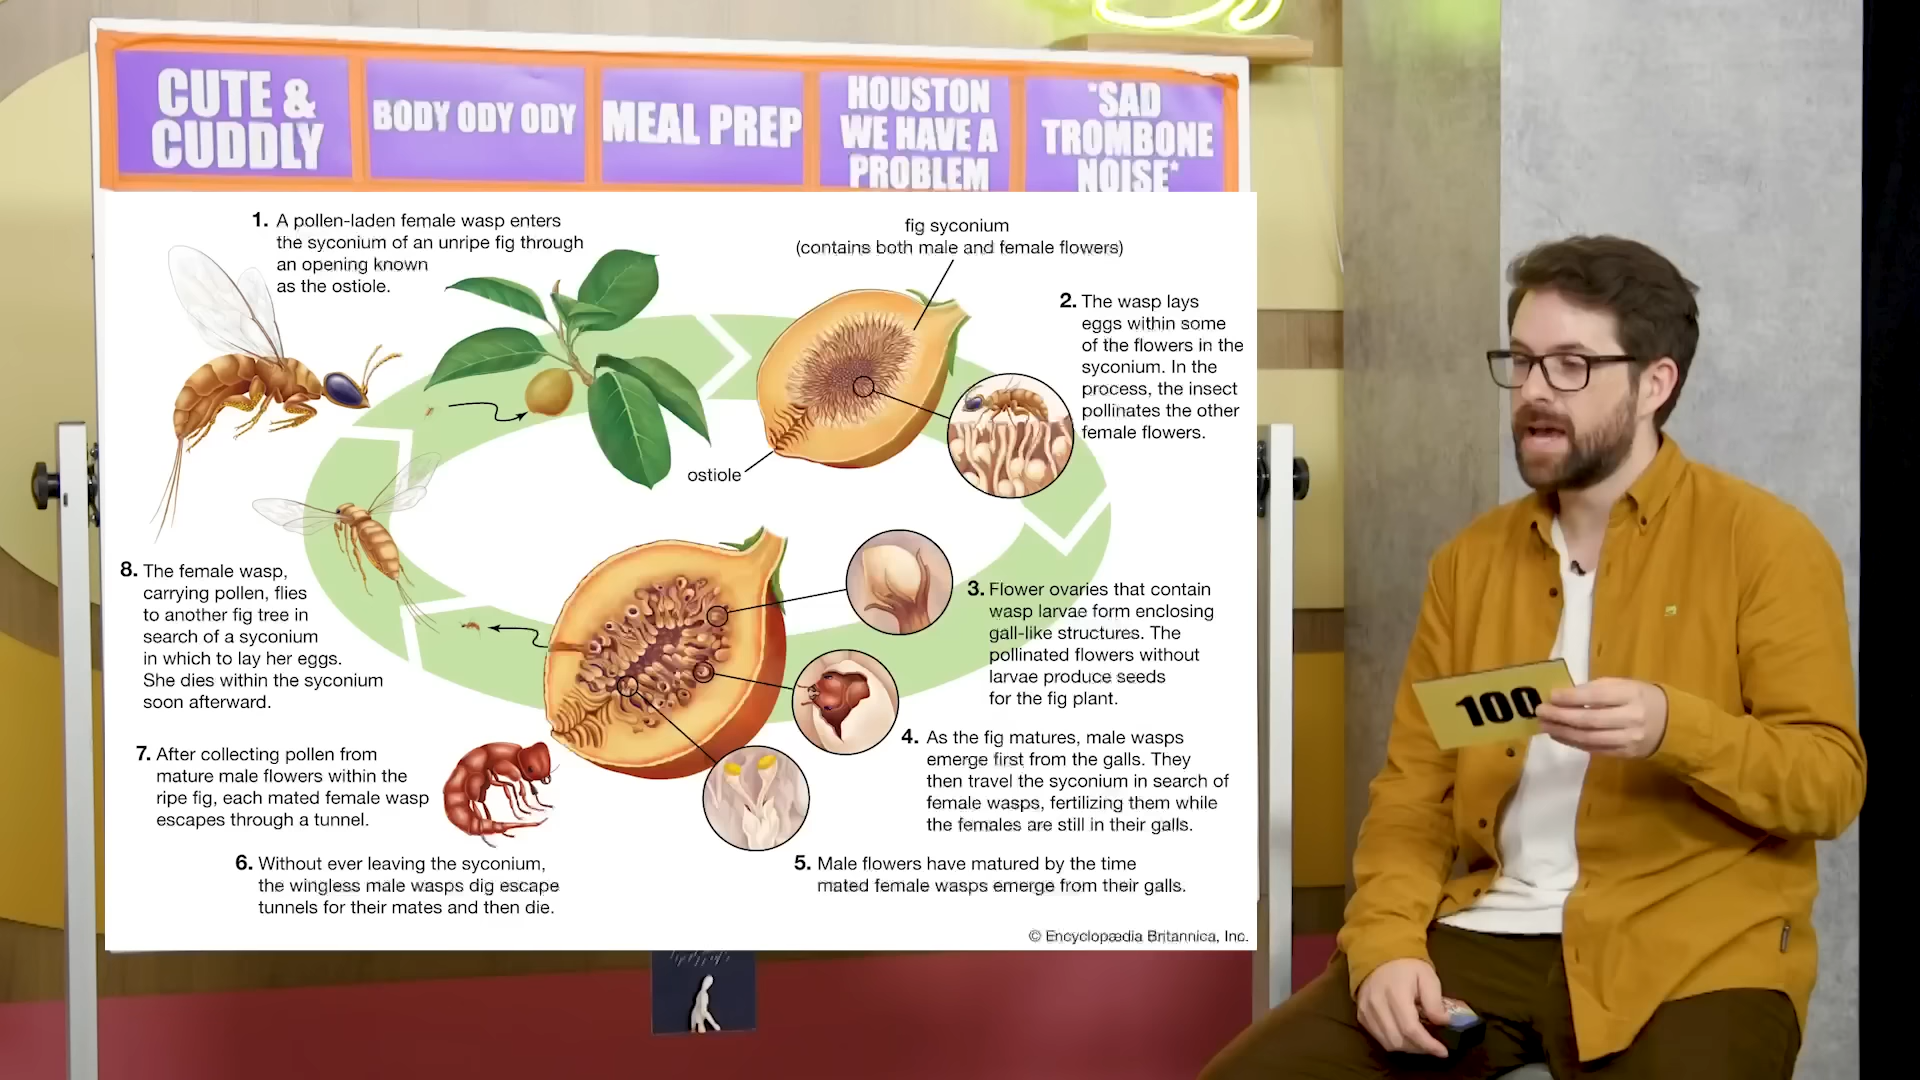 CUTE &
CUDDLY
BODY ODY ODY
MEAL PREP
HOUSTON
WE HAVE A
PROBLEM
*SAD
TROMBONE
NOISE*
1. A pollen-laden female wasp enters
the syconium of an unripe fig through
an opening known
as the ostiole.
fig syconium
(contains both male and female flowers)
2. The wasp lays
eggs within some
of the flowers in the
syconium. In the
process, the insect
pollinates the other
female flowers.
ostiole
3. Flower ovaries that contain
wasp larvae form enclosing
gall-like structures. The
pollinated flowers without
larvae produce seeds
for the fig plant.
4. As the fig matures, male wasps
emerge first from the galls. They
then travel the syconium in search of
female wasps, fertilizing them while
the females are still in their galls.
5. Male flowers have matured by the time
mated female wasps emerge from their galls.
6. Without ever leaving the syconium,
the wingless male wasps dig escape
tunnels for their mates and then die.
7. After collecting pollen from
mature male flowers within the
ripe fig, each mated female wasp
escapes through a tunnel.
8. The female wasp,
carrying pollen, flies
to another fig tree in
search of a syconium
in which to lay her eggs.
She dies within the syconium
soon afterward.
© Encyclopædia Britannica, Inc.
100